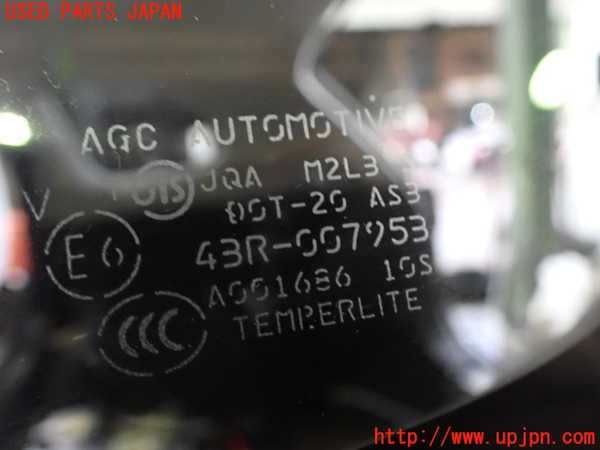 USED PARTS JAPAN
AGC AUTOMOTIVE
JQA M2L3
DOT-20 AS3
V
E6 43R-007953
A001686 10S
CCC TEMPERLITE
http://www.upjpn.com/